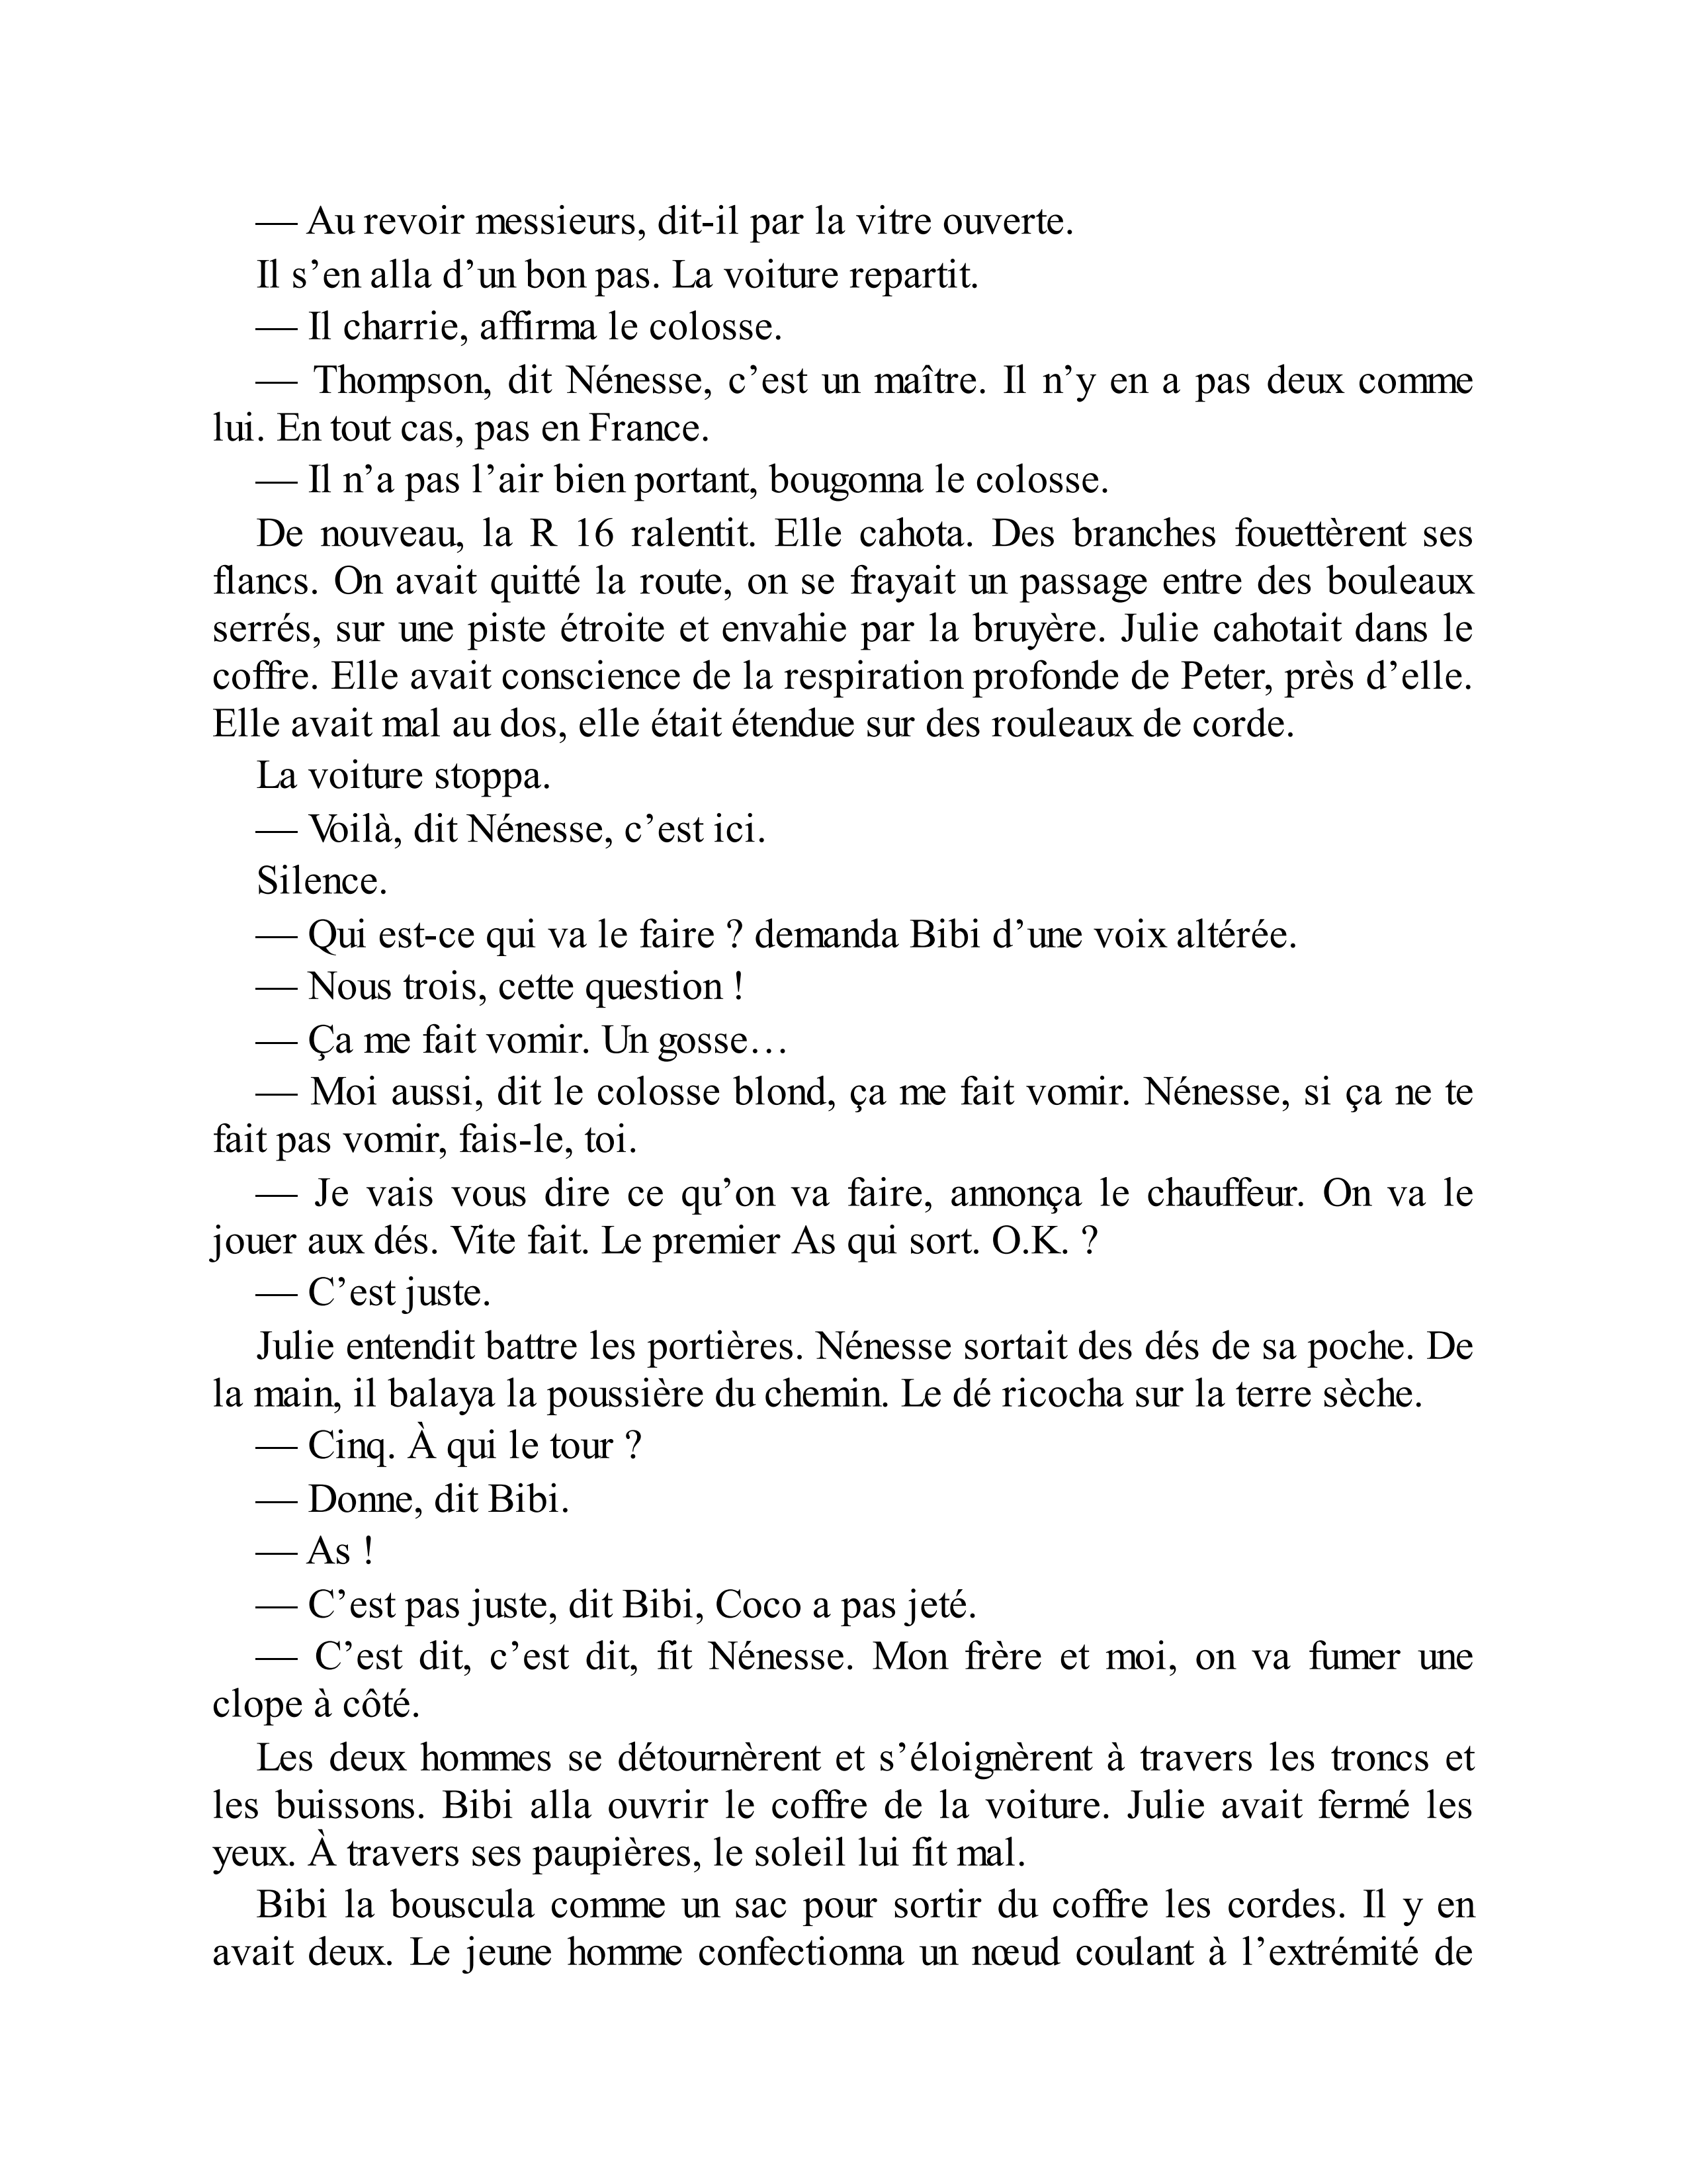 — Au revoir messieurs, dit-il par la vitre ouverte.
Il s’en alla d’un bon pas. La voiture repartit.
— Il charrie, affirma le colosse.
— Thompson, dit Nénesse, c’est un maître. Il n’y en a pas deux comme
lui. En tout cas, pas en France.
— Il n’a pas l’air bien portant, bougonna le colosse.
De nouveau, la R 16 ralentit. Elle cahota. Des branches fouettèrent ses
flancs. On avait quitté la route, on se frayait un passage entre des bouleaux
serrés, sur une piste étroite et envahie par la bruyère. Julie cahotait dans le
coffre. Elle avait conscience de la respiration profonde de Peter, près d’elle.
Elle avait mal au dos, elle était étendue sur des rouleaux de corde.
La voiture stoppa.
— Voilà, dit Nénesse, c’est ici.
Silence.
— Qui est-ce qui va le faire ? demanda Bibi d’une voix altérée.
— Nous trois, cette question !
— Ça me fait vomir. Un gosse…
— Moi aussi, dit le colosse blond, ça me fait vomir. Nénesse, si ça ne te
fait pas vomir, fais-le, toi.
— Je vais vous dire ce qu’on va faire, annonça le chauffeur. On va le
jouer aux dés. Vite fait. Le premier As qui sort. O.K. ?
— C’est juste.
Julie entendit battre les portières. Nénesse sortait des dés de sa poche. De
la main, il balaya la poussière du chemin. Le dé ricocha sur la terre sèche.
— Cinq. À qui le tour ?
— Donne, dit Bibi.
— As !
— C’est pas juste, dit Bibi, Coco a pas jeté.
— C’est dit, c’est dit, fit Nénesse. Mon frère et moi, on va fumer une
clope à côté.
Les deux hommes se détournèrent et s’éloignèrent à travers les troncs et
les buissons. Bibi alla ouvrir le coffre de la voiture. Julie avait fermé les
yeux. À travers ses paupières, le soleil lui fit mal.
Bibi la bouscula comme un sac pour sortir du coffre les cordes. Il y en
avait deux. Le jeune homme confectionna un nœud coulant à l’extrémité de